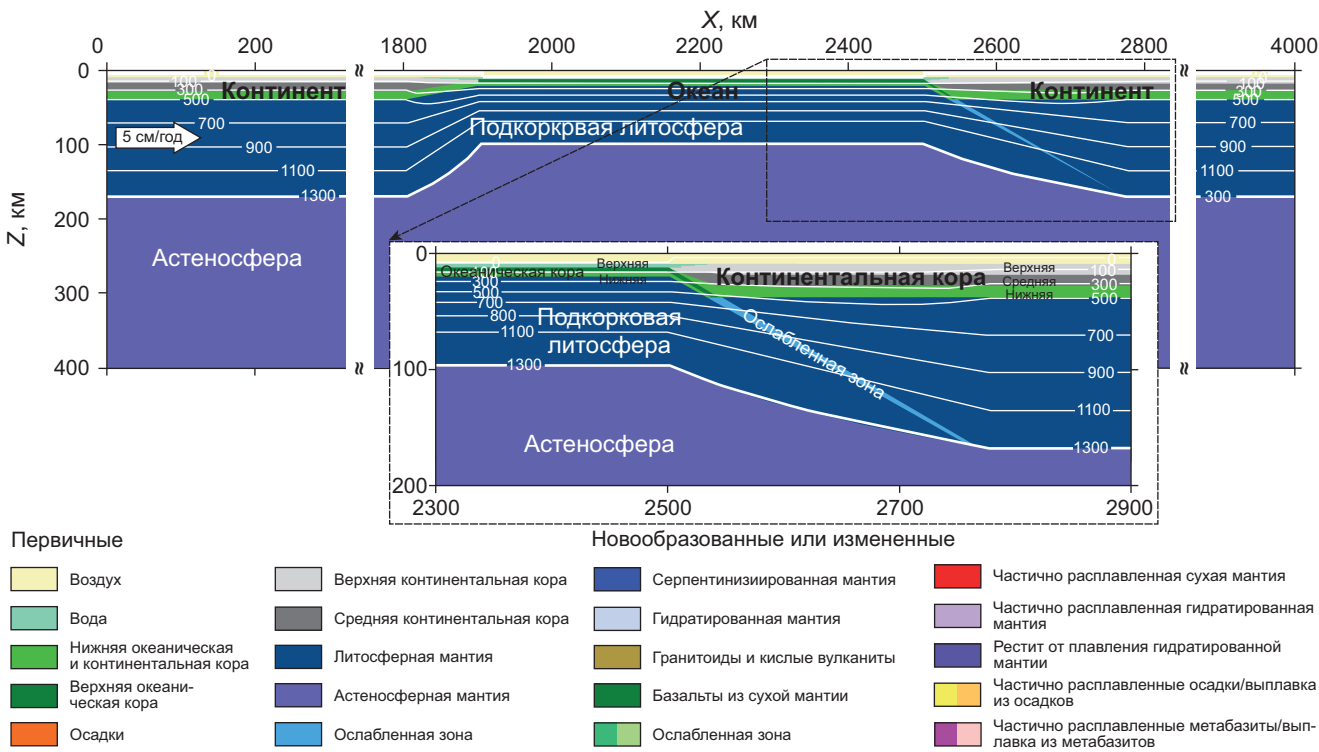 X, км
0 200 1800 2000 2200 2400 2600 2800 4000
≈ ≈
0
100
200
300
400
Z, км
0
100
300
500
700
900
1100
1300
Континент
5 см/год
Океан
Подкоркрвая литосфера
Континент
100
300
500
700
900
1100
300
Астеносфера
0
100
200
Океаническая кора
Верхняя
Нижняя
0
300
500
700
800
1100
1300
Континентальная кора
Верхняя
Средняя
Нижняя
0
100
300
500
700
900
1100
1300
Подкорковая
литосфера
Ослабленная зона
Астеносфера
2300 2500 2700 2900
≈ ≈
Первичные
Воздух
Вода
Нижняя океаническая
и континентальная кора
Верхняя океани-
ческая кора
Осадки
Верхняя континентальная кора
Средняя континентальная кора
Литосферная мантия
Астеносферная мантия
Ослабленная зона
Новообразованные или измененные
Серпентинизиированная мантия
Гидратированная мантия
Гранитоиды и кислые вулканиты
Базальты из сухой мантии
Ослабленная зона
Частично расплавленная сухая мантия
Частично расплавленная гидратированная
мантия
Рестит от плавления гидратированной
мантии
Частично расплавленные осадки/выплавка
из осадков
Частично расплавленные метабазиты/вып-
лавка из метабазитов